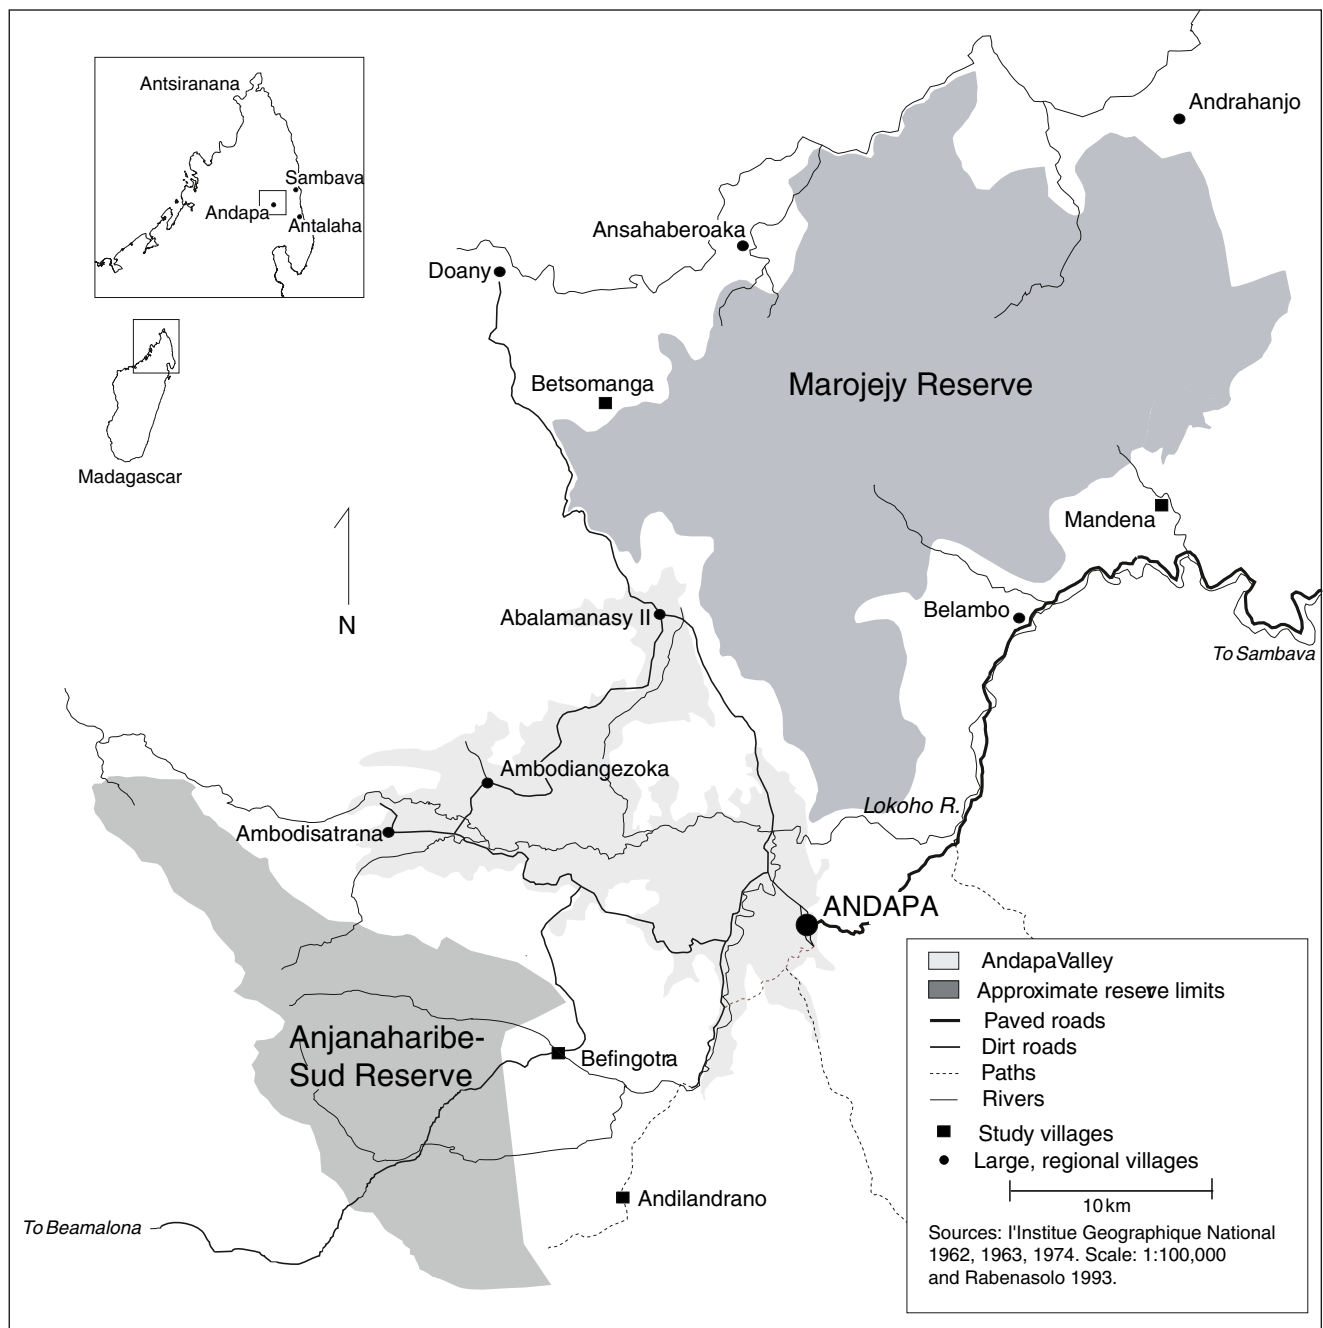 Antsiranana
Sambava
Andapa
Antalaha
Madagascar
N
Andrahanjo
Ansahaberoaka
Doany
Betsomanga
Marojejy Reserve
Mandena
Abalamanasy II
Belambo
To Sambava
Ambodiangezoka
Lokoho R.
Ambodisatrana
ANDAPA
Anjanaharibe-
Sud Reserve
Befingotra
Andilandrano
To Beamalona
Andapa Valley
Approximate reserve limits
Paved roads
Dirt roads
Paths
Rivers
Study villages
Large, regional villages
10 km
Sources: l'Institue Geographique National
1962, 1963, 1974. Scale: 1:100,000
and Rabenasolo 1993.